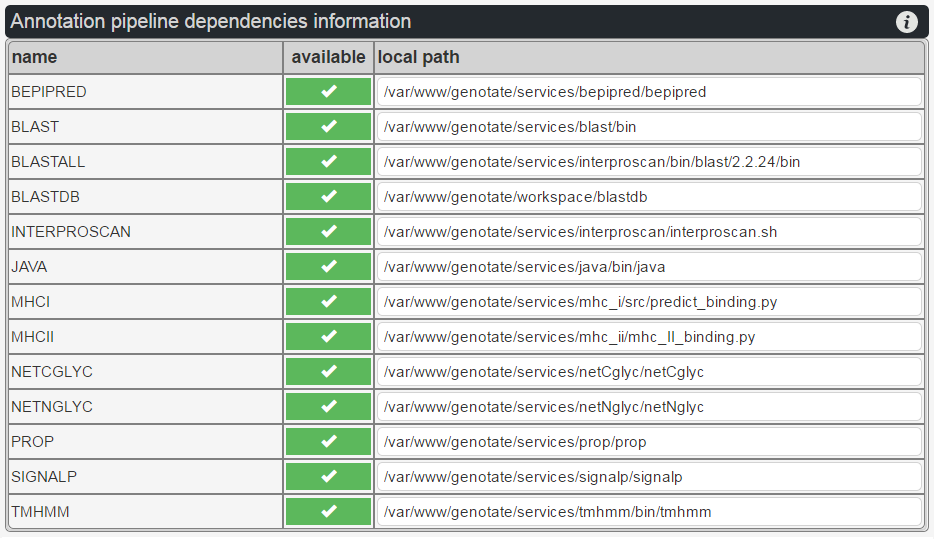 Annotation pipeline dependencies information
name available local path
BEPIPRED /var/www/genotate/services/bepipred/bepipred
BLAST /var/www/genotate/services/blast/bin
BLASTALL /var/www/genotate/services/interproscan/bin/blast/2.2.24/bin
BLASTDB /var/www/genotate/workspace/blastdb
INTERPROSCAN /var/www/genotate/services/interproscan/interproscan.sh
JAVA /var/www/genotate/services/java/bin/java
MHCI /var/www/genotate/services/mhc_i/src/predict_binding.py
MHCII /var/www/genotate/services/mhc_ii/mhc_II_binding.py
NETCGLYC /var/www/genotate/services/netCglyc/netCglyc
NETNGLYC /var/www/genotate/services/netNglyc/netNglyc
PROP /var/www/genotate/services/prop/prop
SIGNALP /var/www/genotate/services/signalp/signalp
TMHMM /var/www/genotate/services/tmhmm/bin/tmhmm